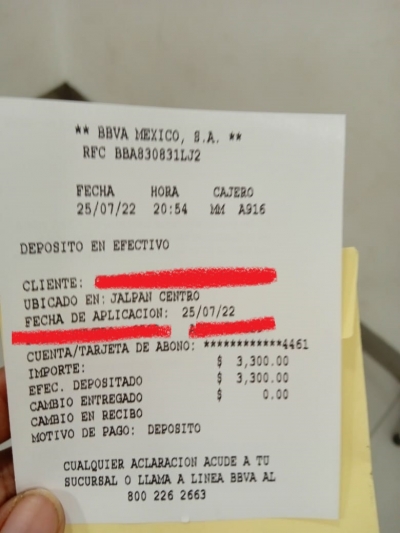 ** BBVA MEXICO, S.A. **
RFC BBA830831LJ2
FECHA HORA CAJERO
25/07/22 20:54 MM A916
DEPOSITO EN EFECTIVO
CLIENTE:
UBICADO EN: JALPAN CENTRO
FECHA DE APLICACION: 25/07/22
CUENTA/TARJETA DE ABONO: ************4461
IMPORTE: $ 3,300.00
EFEC. DEPOSITADO $ 3,300.00
CAMBIO ENTREGADO $ 0.00
CAMBIO EN RECIBO
MOTIVO DE PAGO: DEPOSITO
CUALQUIER ACLARACION ACUDE A TU
SUCURSAL O LLAMA A LINEA BBVA AL
800 226 2663